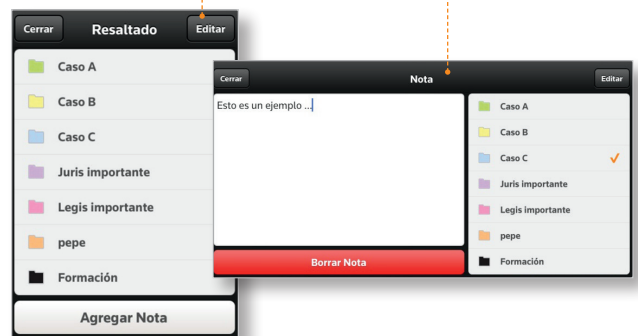 Cerrar Resaltado Editar
Caso A
Caso B
Caso C
Juris importante
Legis importante
pepe
Formación
Agregar Nota
Cerrar Nota Editar
Esto es un ejemplo ...
Caso A
Caso B
Caso C
Juris importante
Legis importante
pepe
Formación
Borrar Nota